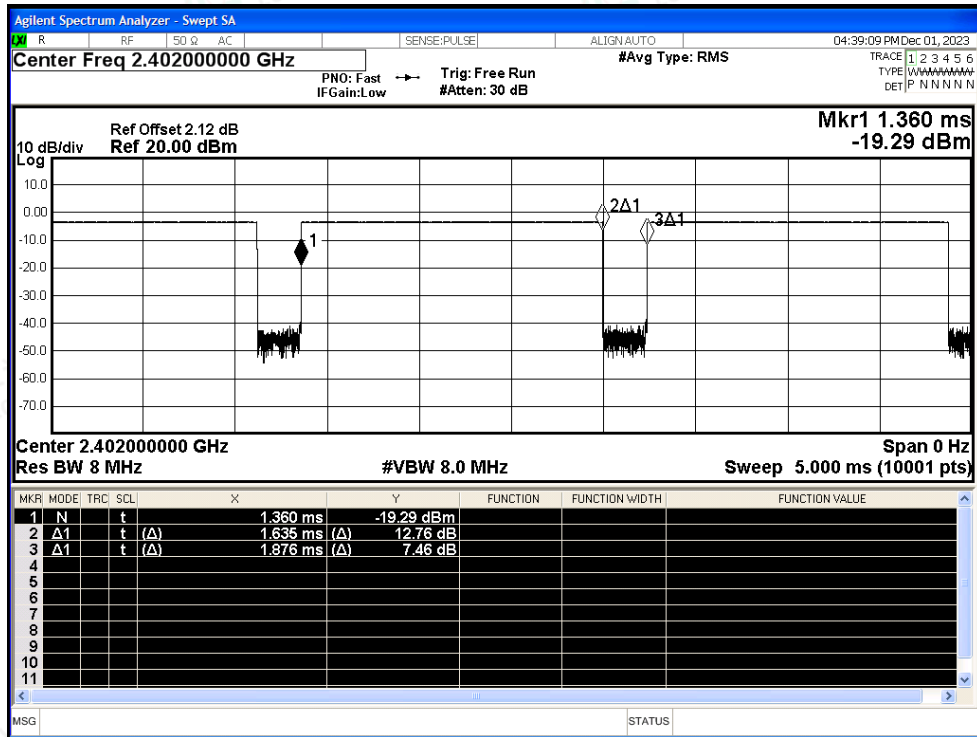 Agilent Spectrum Analyzer - Swept SA
LXI R RF 50 Ω AC SENSE:PULSE ALIGN AUTO 04:39:09 PM Dec 01, 2023
Center Freq 2.402000000 GHz
#Avg Type: RMS
TRACE 1 2 3 4 5 6
PNO: Fast Trig: Free Run
TYPE WWWWWW
IFGain:Low #Atten: 30 dB
DET P N N N N N
Mkr1 1.360 ms
-19.29 dBm
Ref Offset 2.12 dB
10 dB/div Ref 20.00 dBm
Log
10.0
0.00
-10.0
-20.0
-30.0
-40.0
-50.0
-60.0
-70.0
1
2Δ1
3Δ1
Center 2.402000000 GHz Span 0 Hz
Res BW 8 MHz #VBW 8.0 MHz Sweep 5.000 ms (10001 pts)
MKR MODE TRC SCL X Y FUNCTION FUNCTION WIDTH FUNCTION VALUE
1 N t 1.360 ms -19.29 dBm
2 Δ1 t (Δ) 1.635 ms (Δ) 12.76 dB
3 Δ1 t (Δ) 1.876 ms (Δ) 7.46 dB
4
5
6
7
8
9
10
11
MSG STATUS